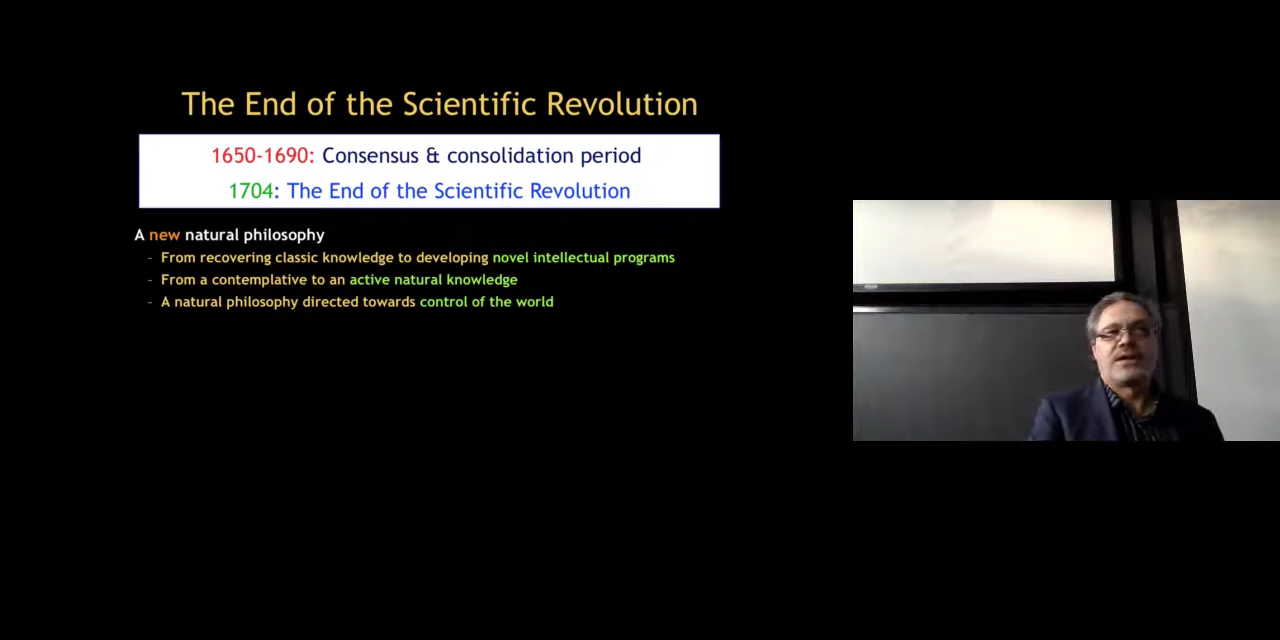 The End of the Scientific Revolution
1650-1690: Consensus & consolidation period
1704: The End of the Scientific Revolution
A new natural philosophy
- From recovering classic knowledge to developing novel intellectual programs
- From a contemplative to an active natural knowledge
- A natural philosophy directed towards control of the world